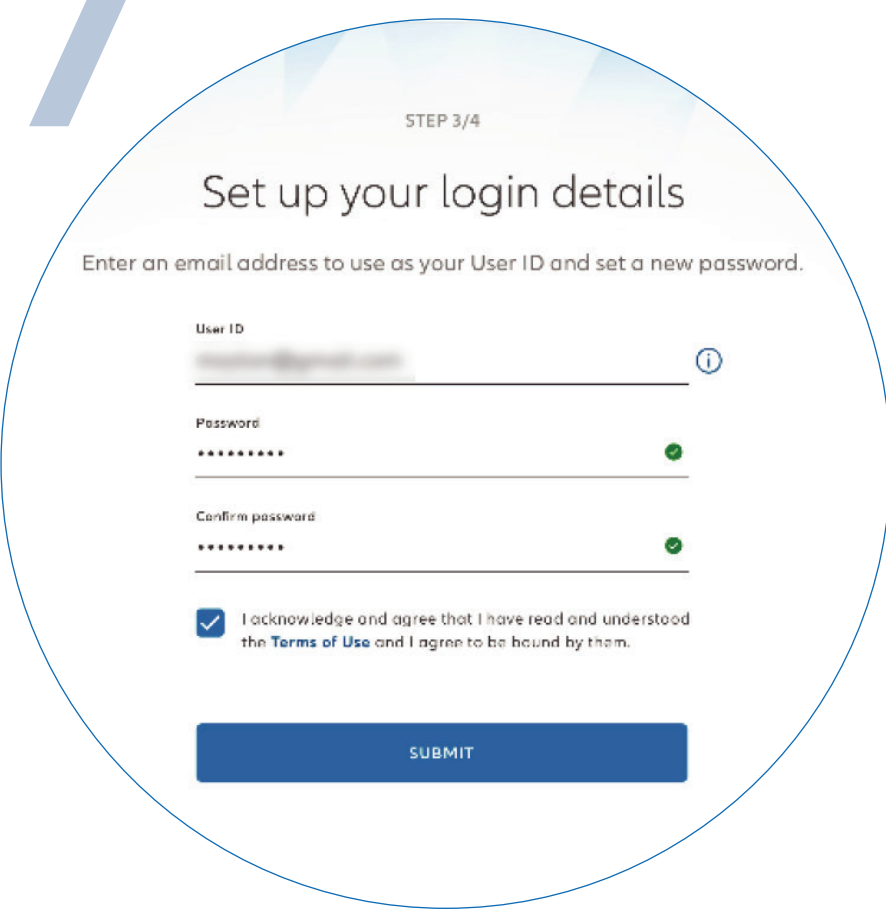 STEP 3/4
Set up your login details
Enter an email address to use as your User ID and set a new password.
User ID
Password
•••••••••
Confirm password
•••••••••
I acknowledge and agree that I have read and understood
the Terms of Use and I agree to be bound by them.
SUBMIT